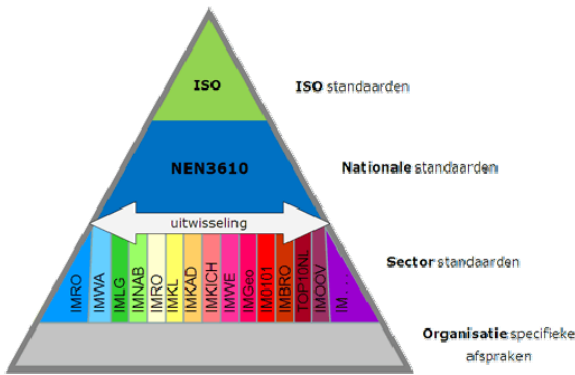 ISO
ISO standaarden
NEN3610
Nationale standaarden
uitwisseling
IMRO
IMWA
IMLG
IMNAB
IMRO
IMKL
IMKAD
IMKICH
IMWE
IMGeo
IM0101
IMBRO
TOP10NL
IMOOV
IM....
Sector standaarden
Organisatie specifieke
afspraken